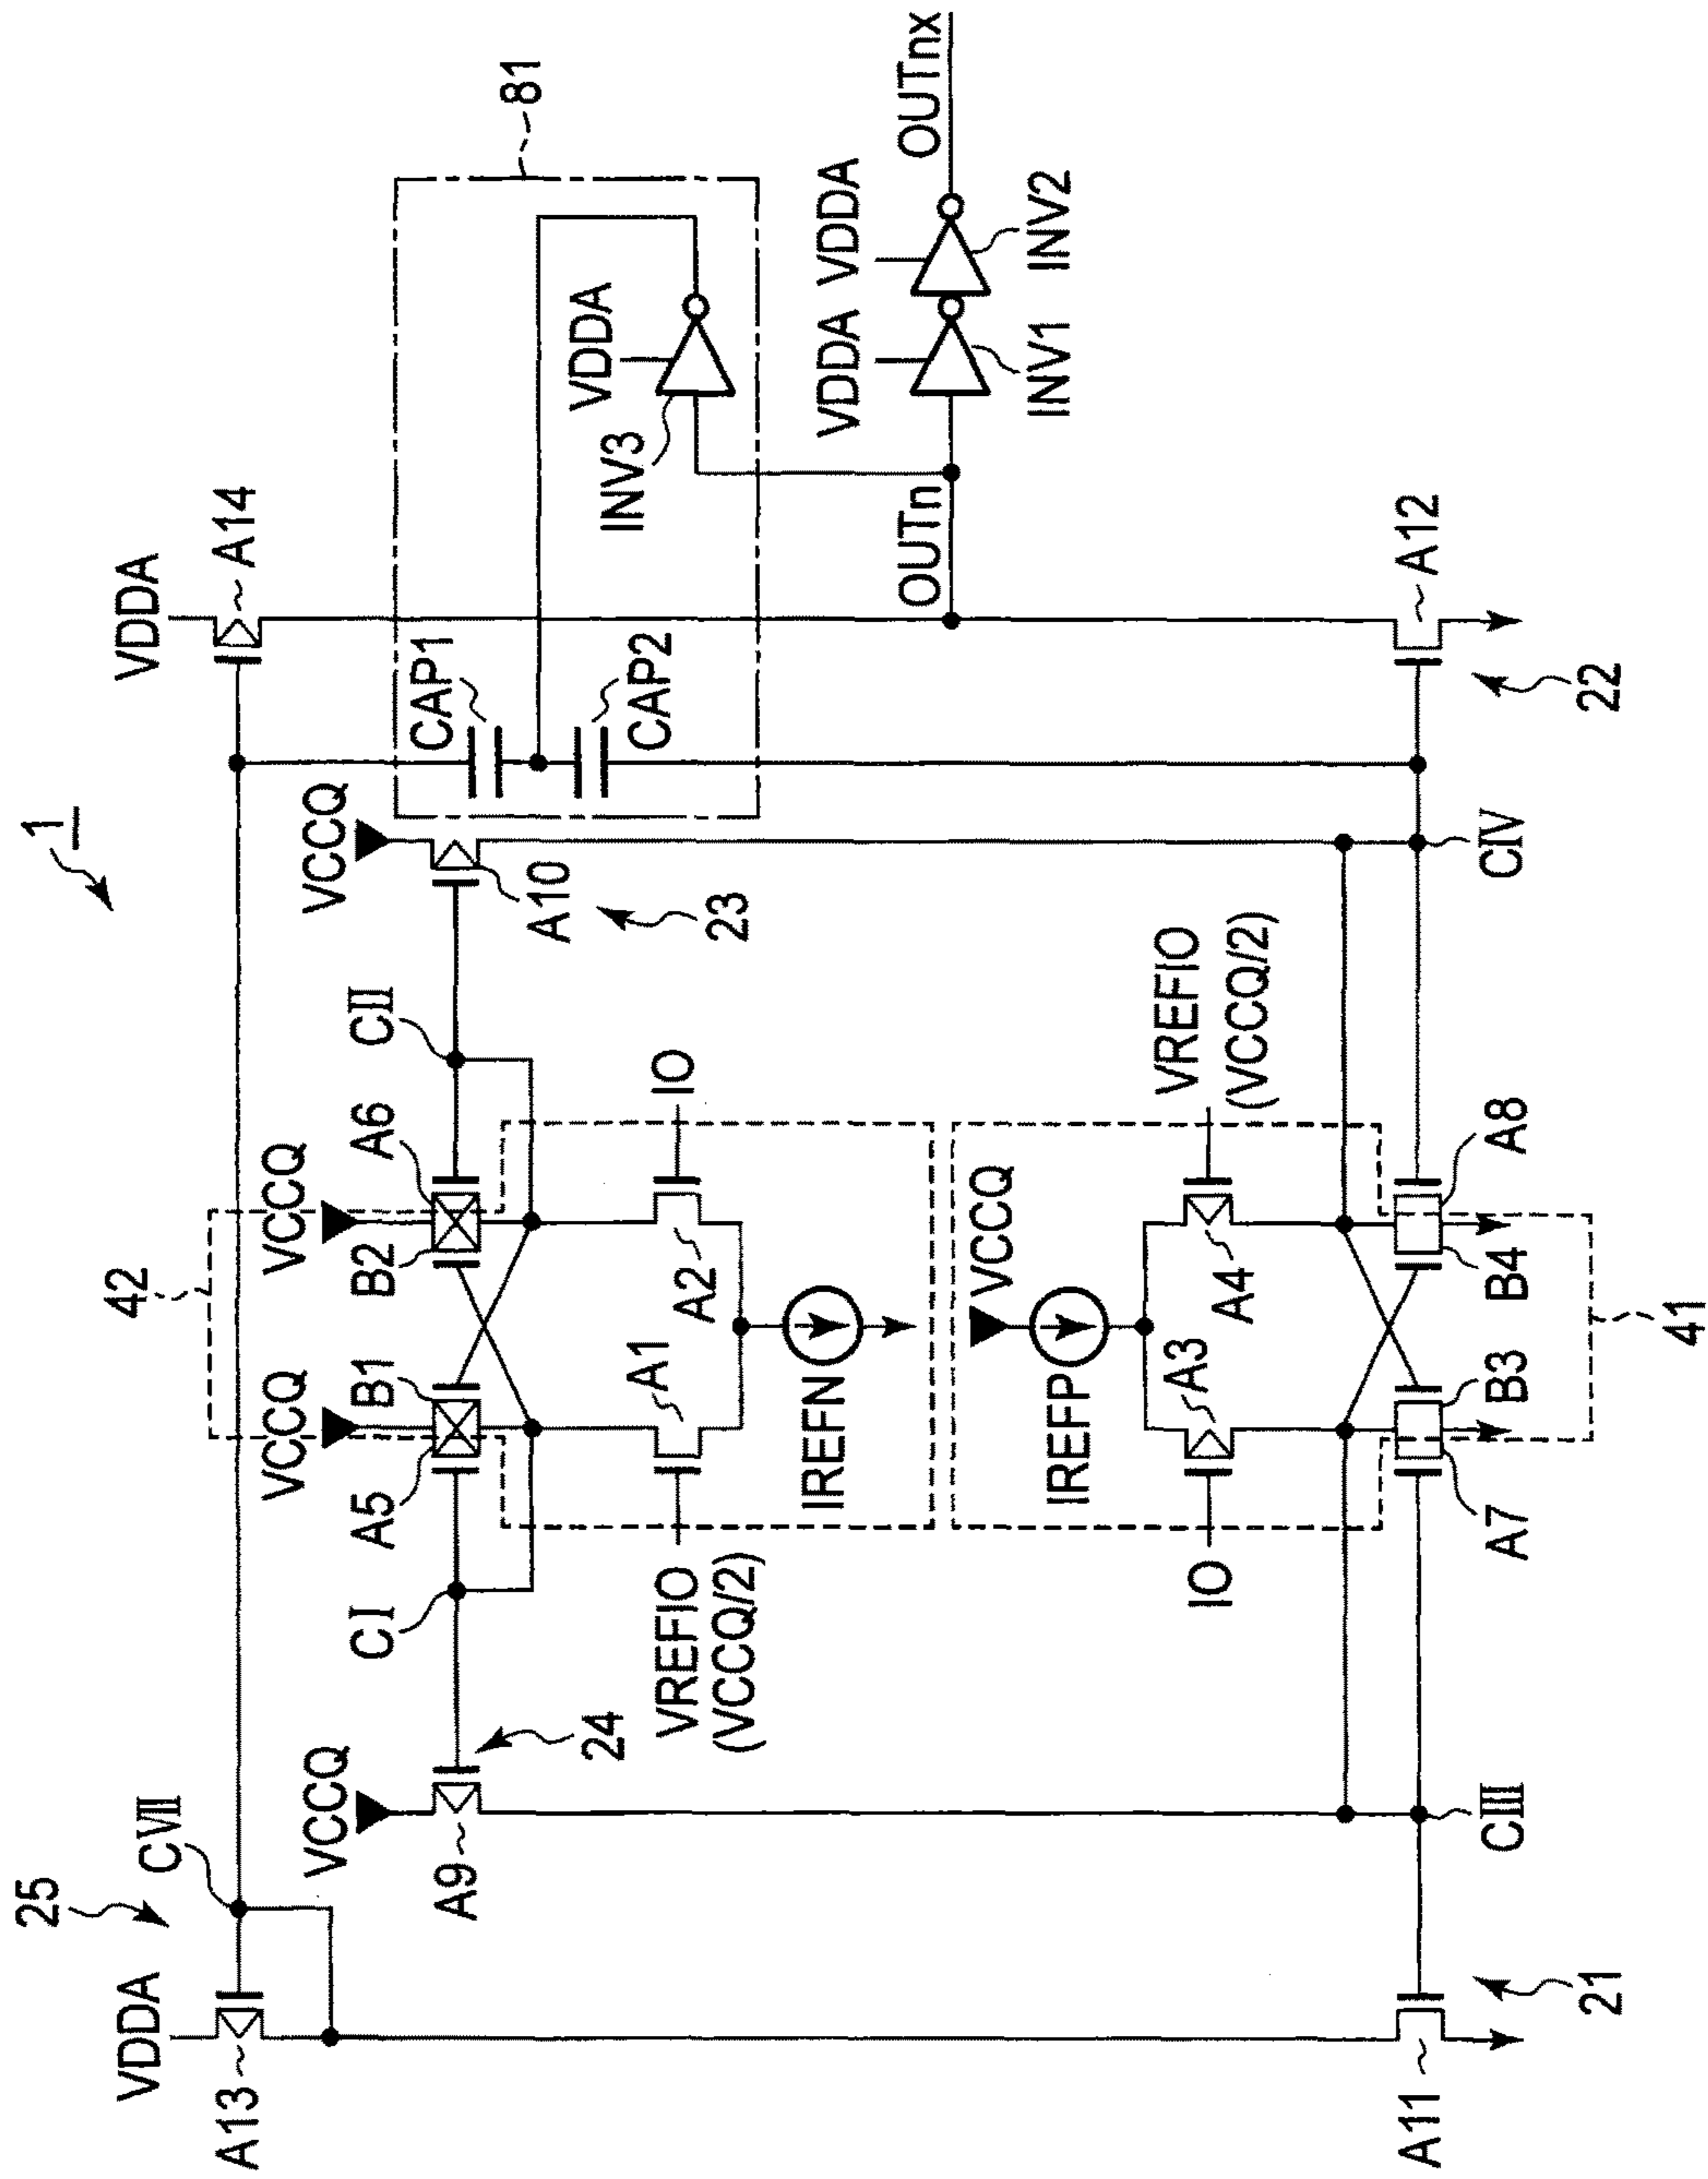 25
1
VDDA
CⅦ
42
VDDA
A13
A14
VCCQ
VCCQ
VCCQ
VCCQ
CⅠ
A5
B1
B2
A6
CⅡ
CAP1
A9
81
A10
24
VDDA
INV3
CAP2
A1
VREFIO
(VCCQ/2)
A2
IO
23
IREFN
VDDA
VDDA
OUTn
OUTnx
VCCQ
INV1
INV2
IREFP
A3
VREFIO
(VCCQ/2)
A4
IO
A11
A12
CⅢ
A7
B3
B4
A8
CⅣ
21
22
41